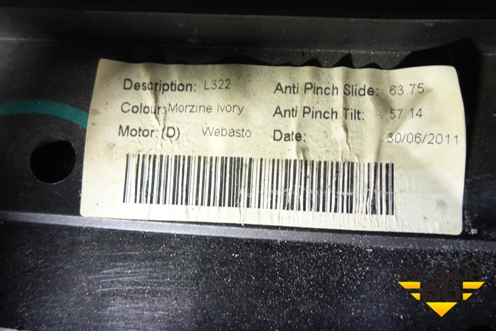 Description: L322 Anti Pinch Slide: 63.75
Colour: Morzine Ivory Anti Pinch Tilt: 57.14
Motor: (D) Webasto Date: 30/06/2011